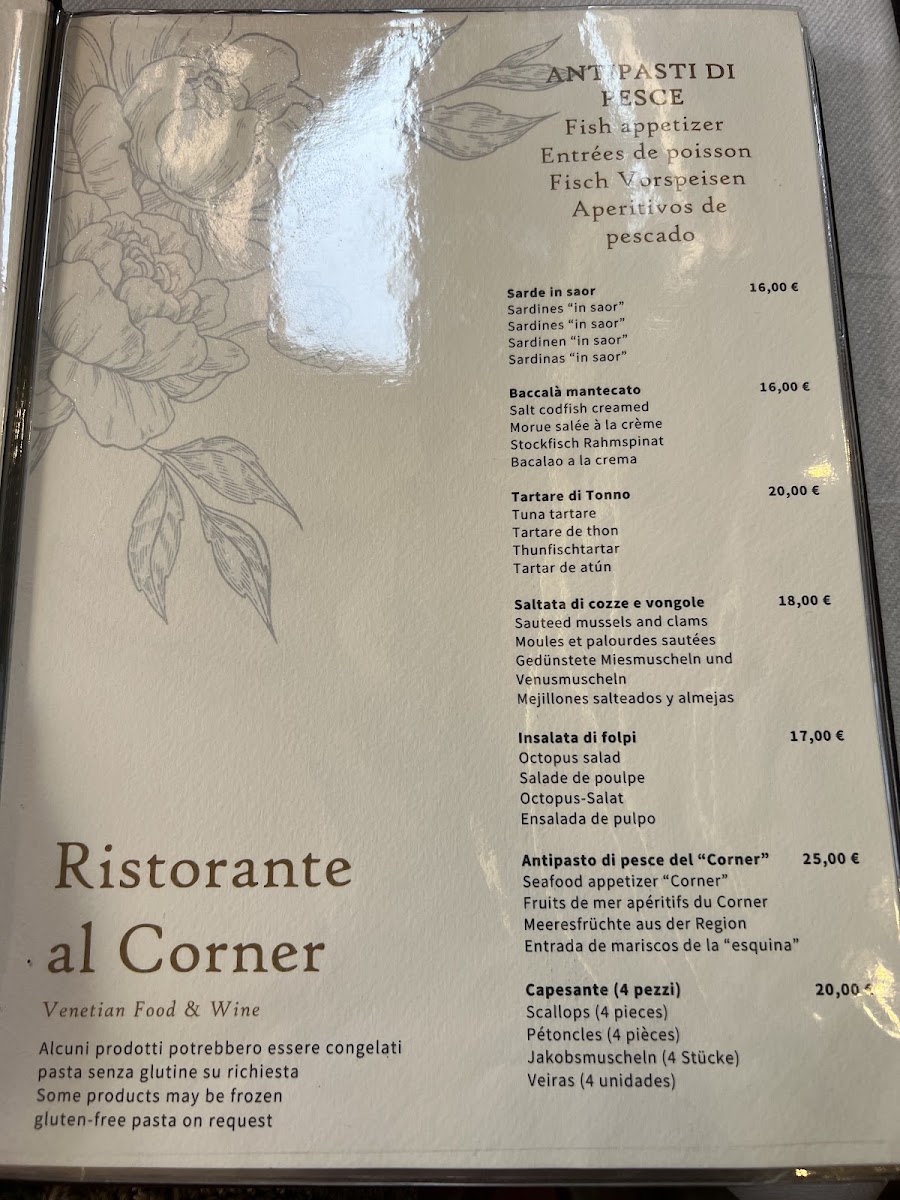 ANTIPASTI DI
PESCE
Fish appetizer
Entrées de poisson
Fisch Vorspeisen
Aperitivos de
pescado
Sarde in saor 16,00 €
Sardines “in saor”
Sardines “in saor”
Sardinen “in saor”
Sardinas “in saor”
Baccalà mantecato 16,00 €
Salt codfish creamed
Morue salée à la crème
Stockfisch Rahmspinat
Bacalao a la crema
Tartare di Tonno 20,00 €
Tuna tartare
Tartare de thon
Thunfischtartar
Tartar de atún
Saltata di cozze e vongole 18,00 €
Sauteed mussels and clams
Moules et palourdes sautées
Gedünstete Miesmuscheln und
Venusmuscheln
Mejillones salteados y almejas
Insalata di folpi 17,00 €
Octopus salad
Salade de poulpe
Octopus-Salat
Ensalada de pulpo
Antipasto di pesce del “Corner” 25,00 €
Seafood appetizer “Corner”
Fruits de mer apéritifs du Corner
Meeresfrüchte aus der Region
Entrada de mariscos de la “esquina”
Capesante (4 pezzi) 20,00 €
Scallops (4 pieces)
Pétoncles (4 pièces)
Jakobsmuscheln (4 Stücke)
Veiras (4 unidades)
Ristorante
al Corner
Venetian Food & Wine
Alcuni prodotti potrebbero essere congelati
pasta senza glutine su richiesta
Some products may be frozen
gluten-free pasta on request